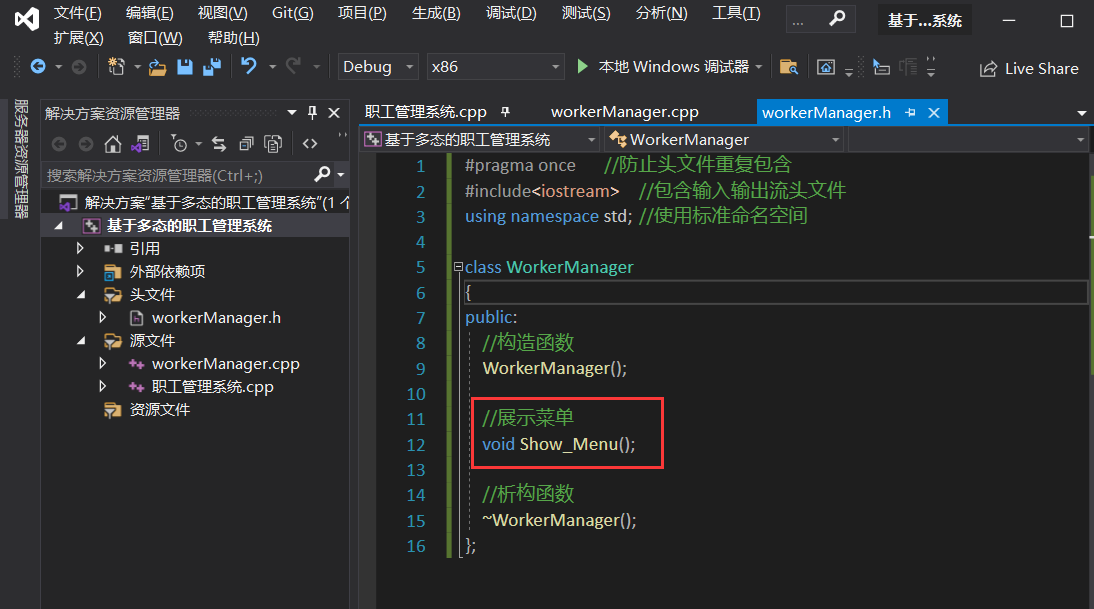 文件(F) 编辑(E) 视图(V) Git(G) 项目(P) 生成(B) 调试(D) 测试(S) 分析(N) 工具(T)
... 基于...系统
扩展(X) 窗口(W) 帮助(H)
Debug x86 本地 Windows 调试器 Live Share
服务器资源管理器
解决方案资源管理器
搜索解决方案资源管理器(Ctrl+;)
解决方案"基于多态的职工管理系统"(1 个
基于多态的职工管理系统
引用
外部依赖项
头文件
workerManager.h
源文件
workerManager.cpp
职工管理系统.cpp
资源文件
职工管理系统.cpp workerManager.cpp workerManager.h
基于多态的职工管理系统 WorkerManager
1 #pragma once //防止头文件重复包含
2 #include<iostream> //包含输入输出流头文件
3 using namespace std; //使用标准命名空间
4
5 class WorkerManager
6 {
7 public:
8 //构造函数
9 WorkerManager();
10
11 //展示菜单
12 void Show_Menu();
13
14 //析构函数
15 ~WorkerManager();
16 };